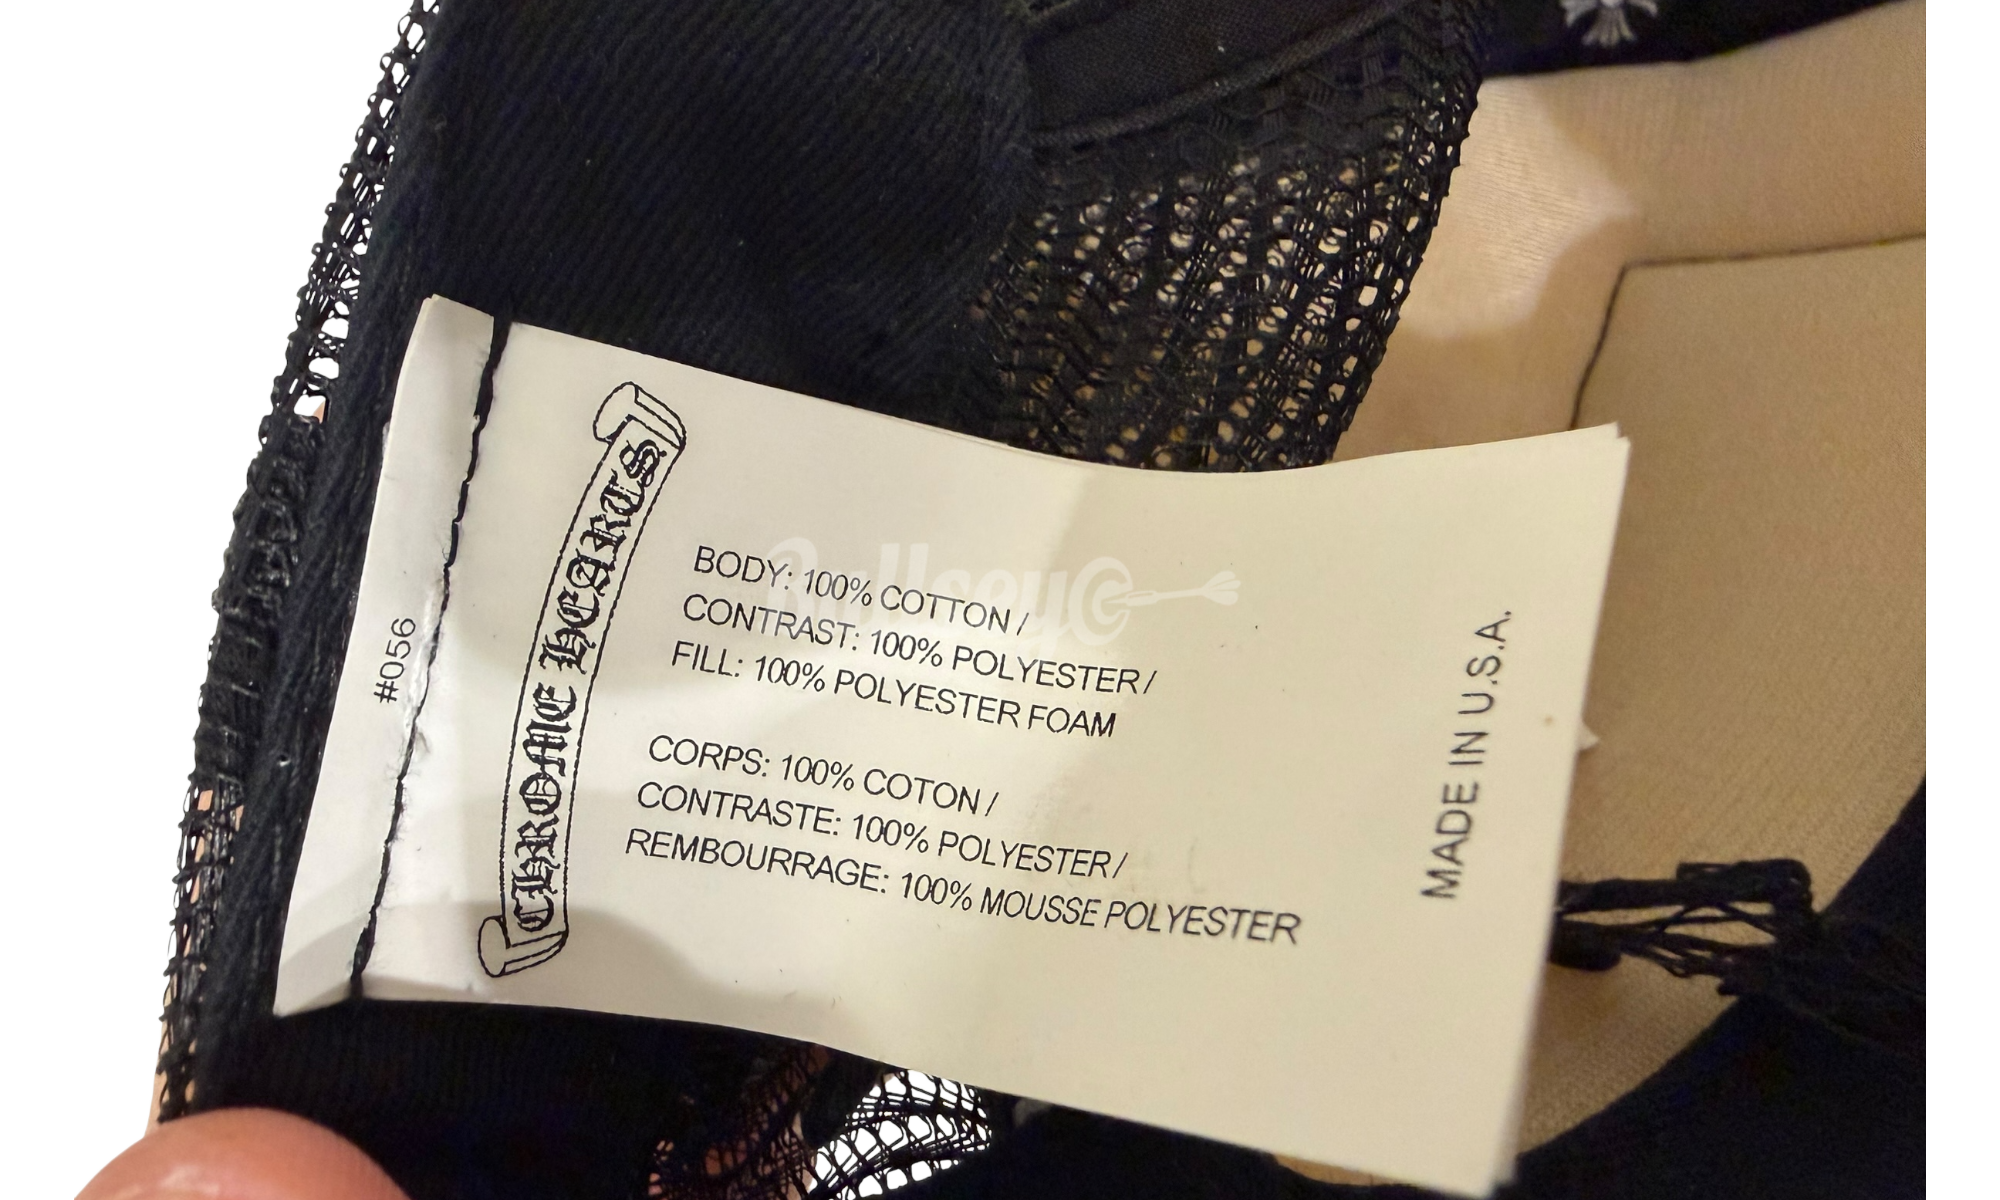 #056
CHROME HEARTS
BODY: 100% COTTON /
CONTRAST: 100% POLYESTER /
FILL: 100% POLYESTER FOAM
CORPS: 100% COTON /
CONTRASTE: 100% POLYESTER /
REMBOURRAGE: 100% MOUSSE POLYESTER
MADE IN U.S.A.
Bullseye